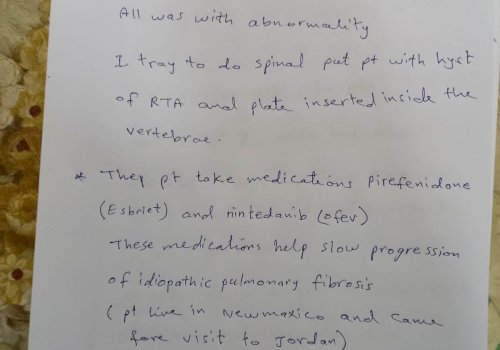 All was with abnormality
I tray to do spinal put pt with hyst
of RTA and plate inserted inside the
vertebrae.
* They pt take medications Pirefenidone
(Esbriet) and nintedanib (ofev)
These medications help slow progression
of idiopathic pulmonary fibrosis
( pt live in Newmaxico and came
fore visit to Jordan)